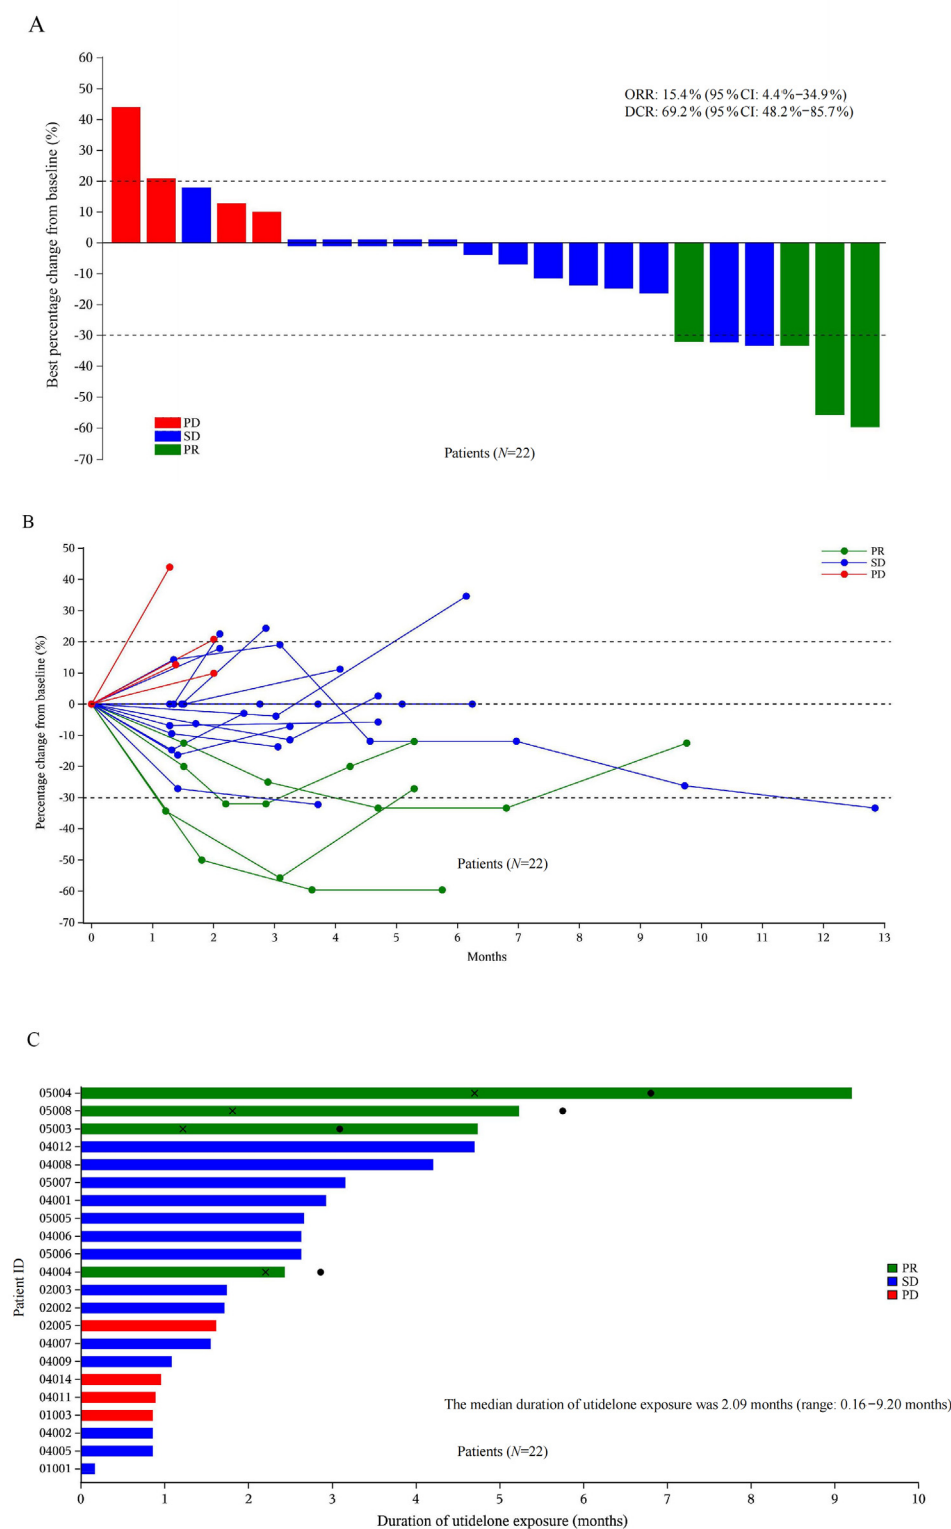 A
60
50
40
30
20
10
0
-10
-20
-30
-40
-50
-60
-70
Best percentage change from baseline (%)
ORR: 15.4% (95%CI: 4.4%−34.9%)
DCR: 69.2% (95%CI: 48.2%−85.7%)
PD
SD
PR
Patients (N=22)
B
50
40
30
20
10
0
-10
-20
-30
-40
-50
-60
-70
Percentage change from baseline (%)
PR
SD
PD
Patients (N=22)
0 1 2 3 4 5 6 7 8 9 10 11 12 13
Months
C
Patient ID
05004
05008
05003
04012
04008
05007
04001
05005
04006
05006
04004
02003
02002
02005
04007
04009
04014
04011
01003
04002
04005
01001
PR
SD
PD
The median duration of utidelone exposure was 2.09 months (range: 0.16−9.20 months)
Patients (N=22)
0 1 2 3 4 5 6 7 8 9 10
Duration of utidelone exposure (months)